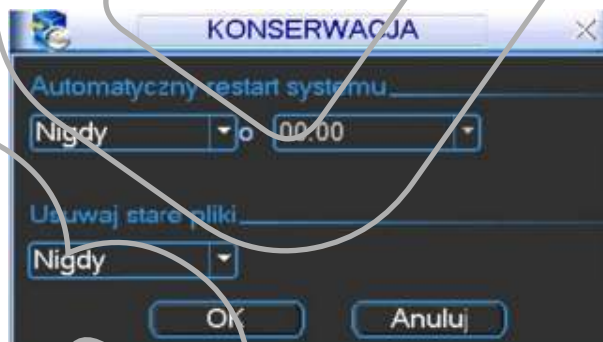 KONSERWACJA
Automatyczny restart systemu
Nigdy o 00:00
Usuwaj stare pliki
Nigdy
OK Anuluj